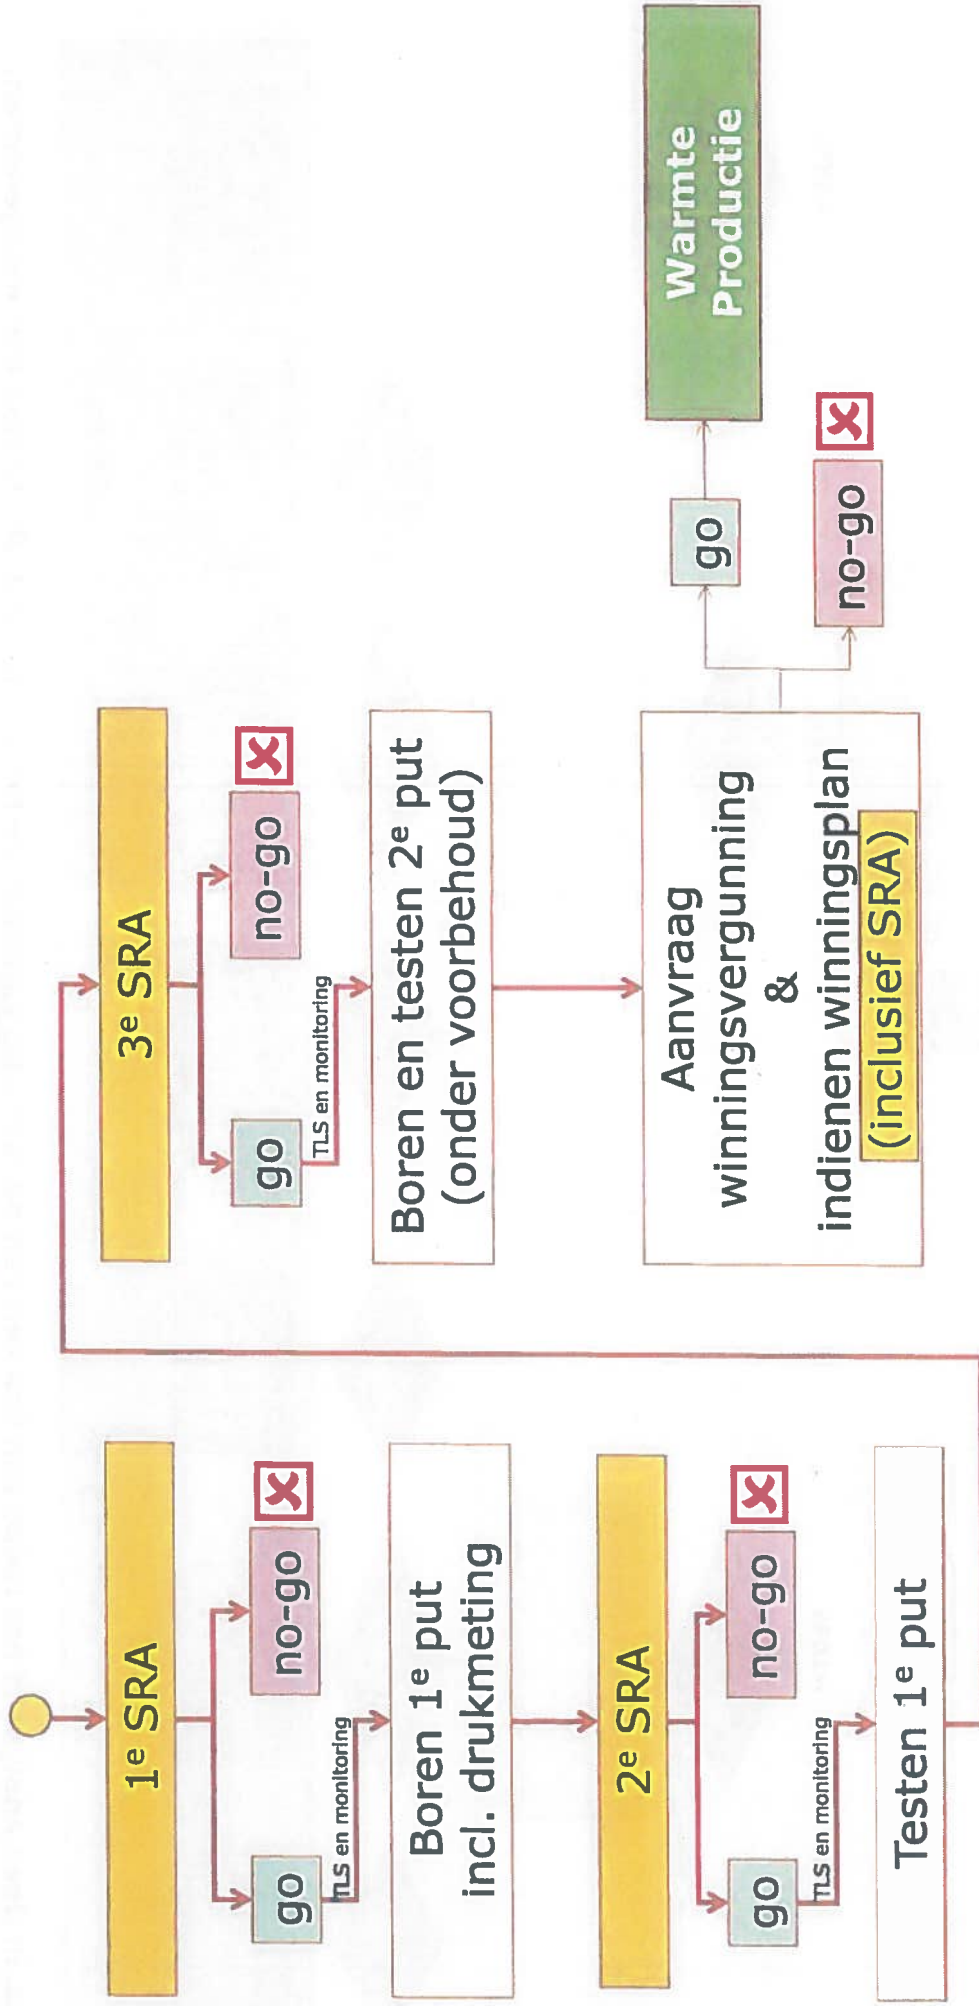 1e SRA
go
no-go
TLS en monitoring
Boren 1e put
incl. drukmeting
2e SRA
go
no-go
TLS en monitoring
Testen 1e put
3e SRA
go
no-go
TLS en monitoring
Boren en testen 2e put
(onder voorbehoud)
Aanvraag
winningsvergunning
&
indienen winningsplan
(inclusief SRA)
go
no-go
Warmte
Productie